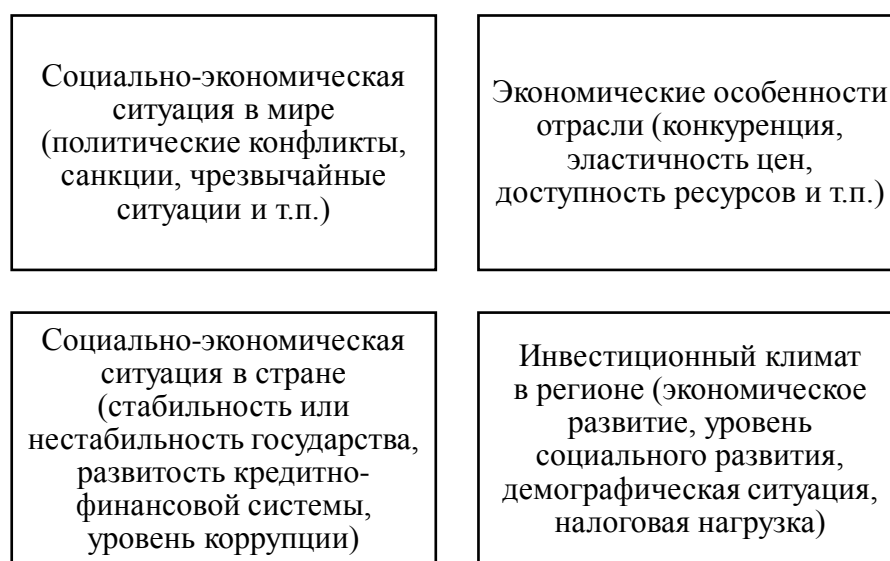 Социально-экономическая
ситуация в мире
(политические конфликты,
санкции, чрезвычайные
ситуации и т.п.)
Экономические особенности
отрасли (конкуренция,
эластичность цен,
доступность ресурсов и т.п.)
Социально-экономическая
ситуация в стране
(стабильность или
нестабильность государства,
развитость кредитно-
финансовой системы,
уровень коррупции)
Инвестиционный климат
в регионе (экономическое
развитие, уровень
социального развития,
демографическая ситуация,
налоговая нагрузка)